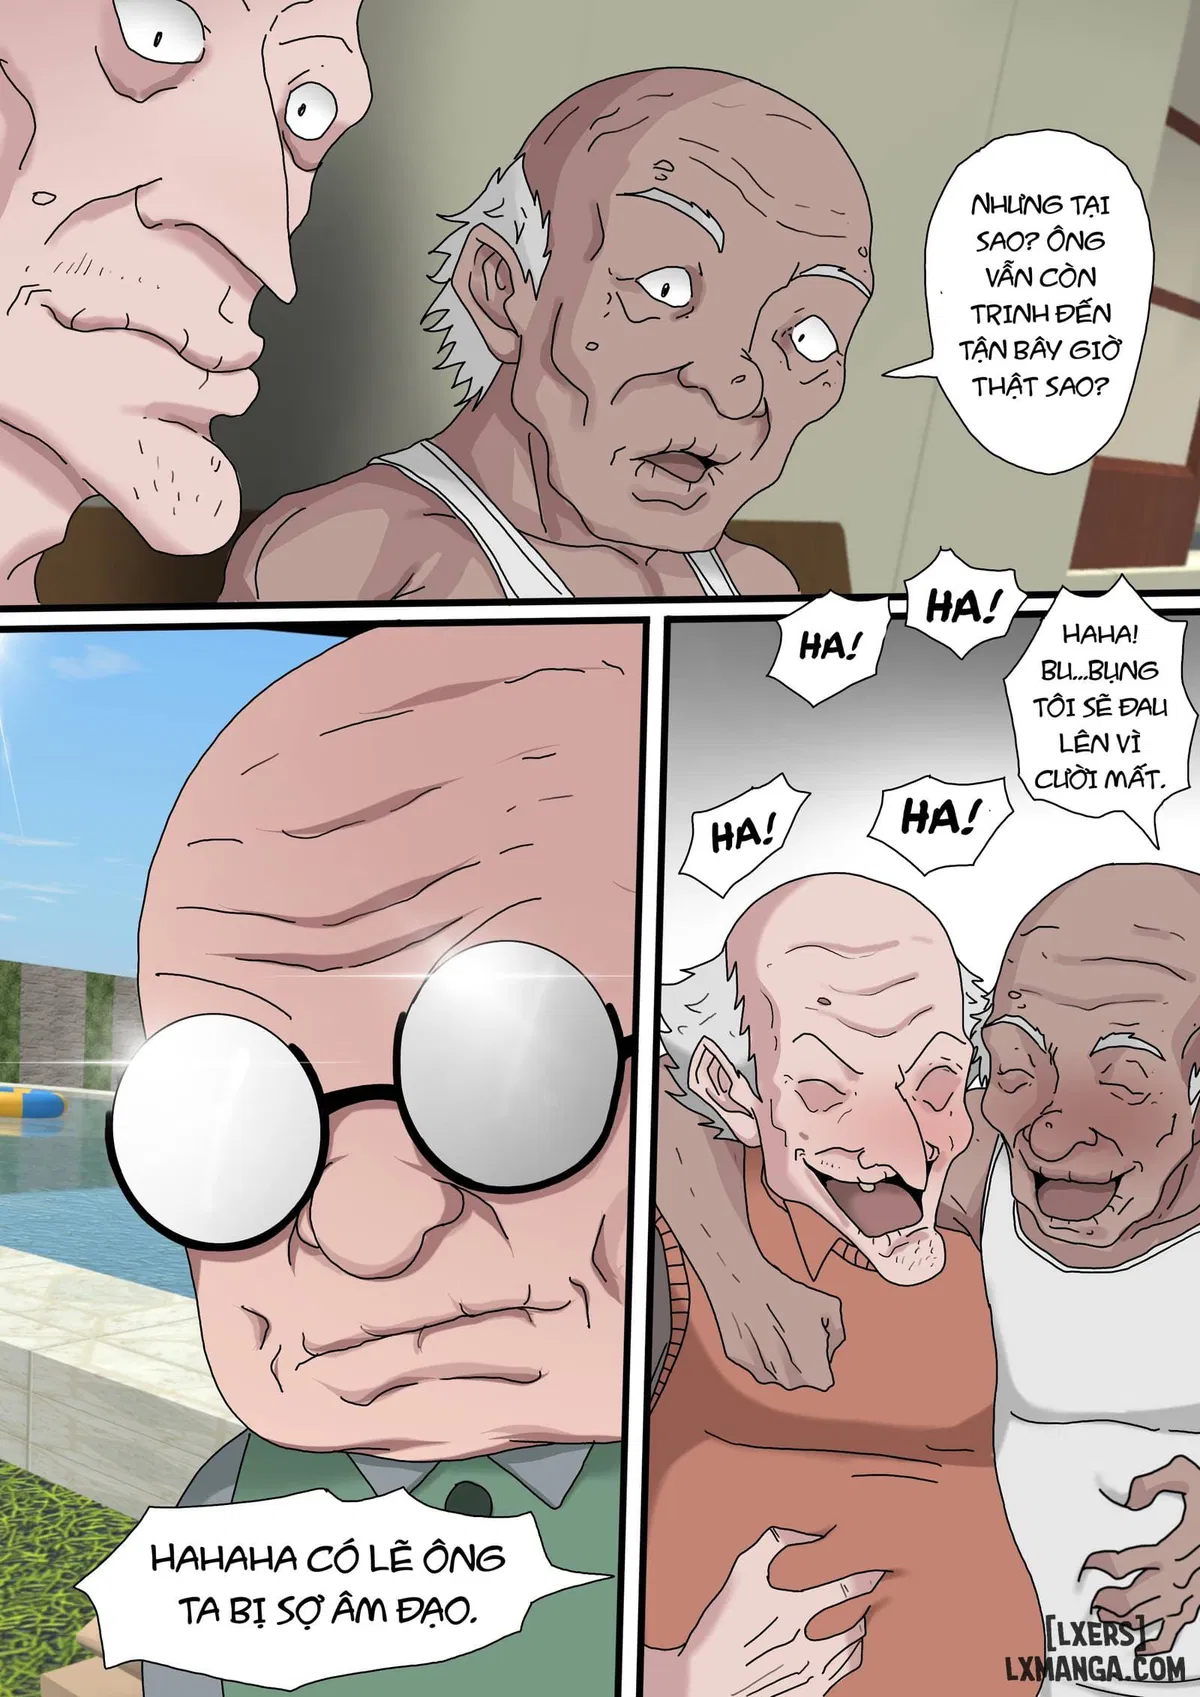 NHƯNG TẠI
SAO? ÔNG
VẪN CÒN
TRINH ĐẾN
TẬN BÂY GIỜ
THẬT SAO?
HA!
HA!
HAHA!
BU...BỤNG
TÔI SẼ ĐAU
LÊN VÌ
CƯỜI MẤT.
HA!
HA!
HAHAHA CÓ LẼ ÔNG
TA BỊ SỢ ÂM ĐẠO.
[LXERS]
LXMANGA.COM